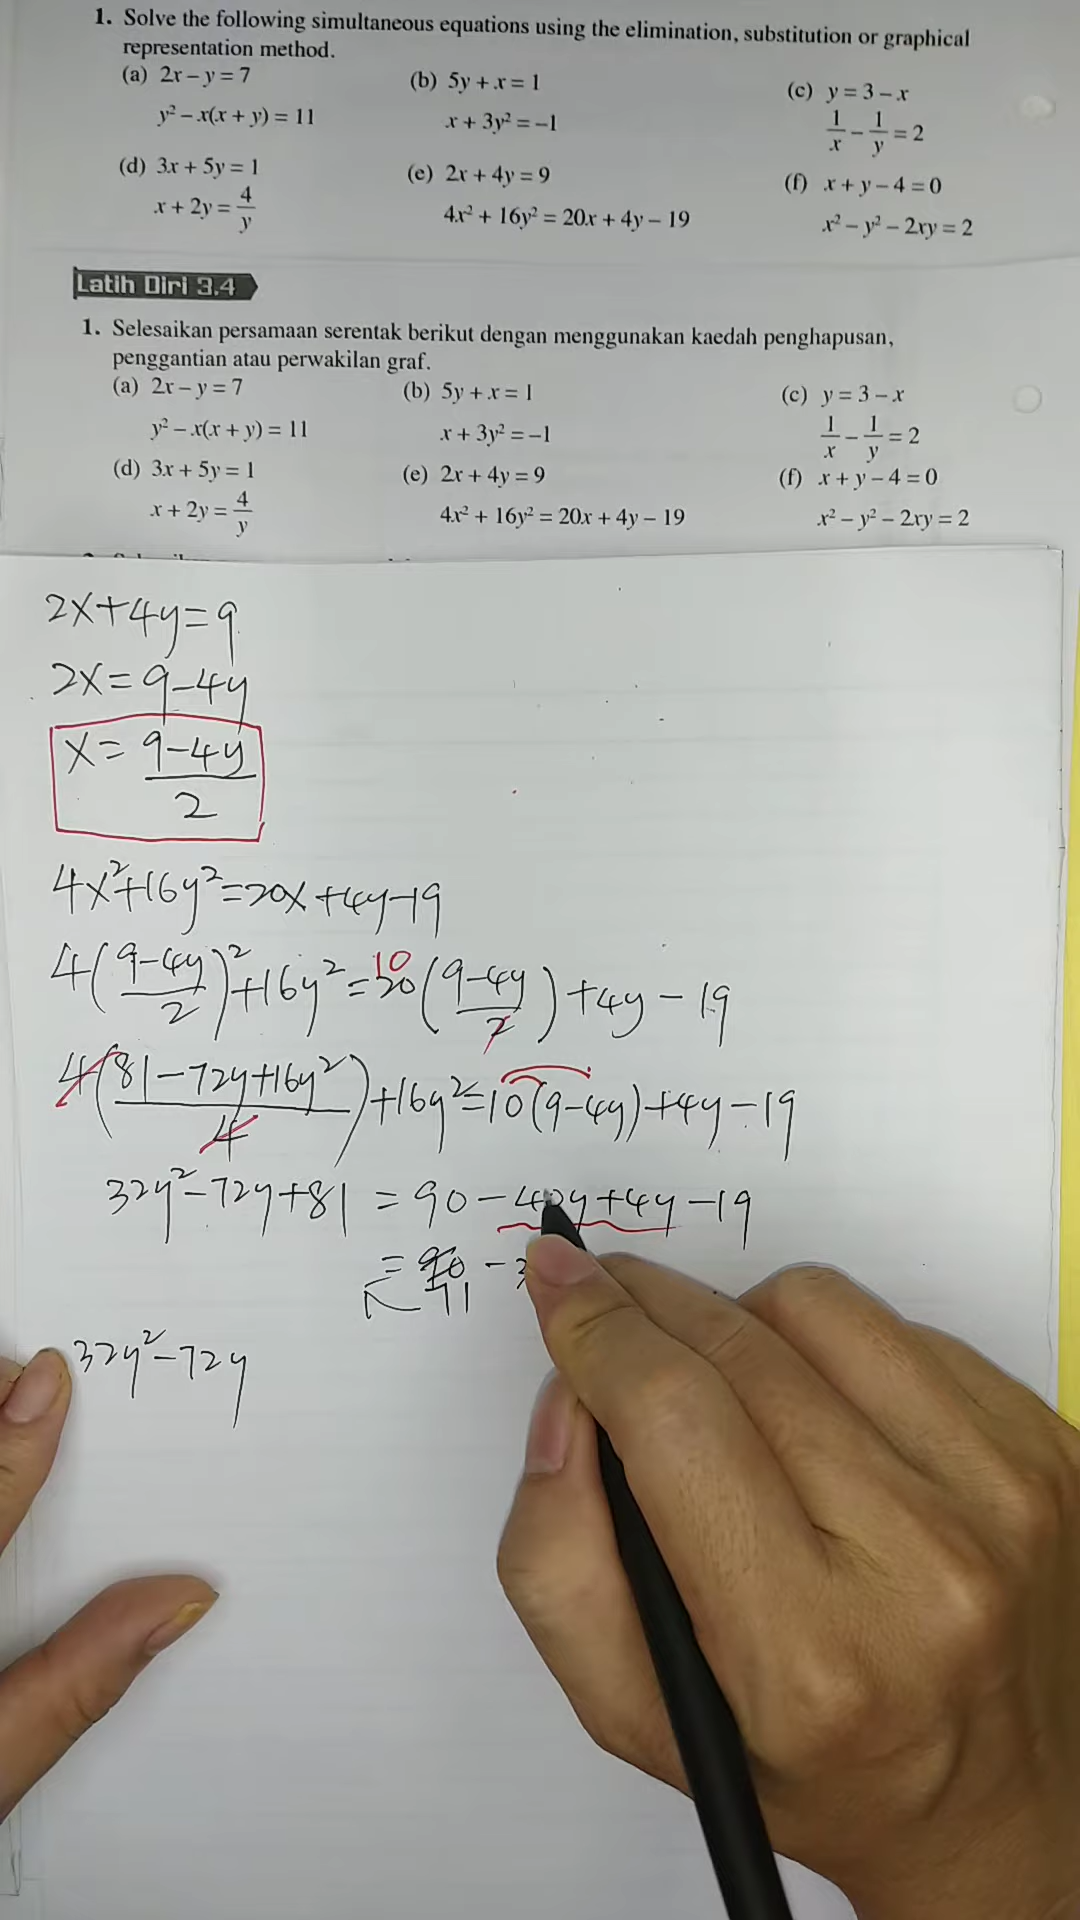 1. Solve the following simultaneous equations using the elimination, substitution or graphical
representation method.
(a) 2x – y = 7 (b) 5y + x = 1 (c) y = 3 – x
y² – x(x + y) = 11 x + 3y² = –1 1/x – 1/y = 2
(d) 3x + 5y = 1 (e) 2x + 4y = 9 (f) x + y – 4 = 0
x + 2y = 4/y 4x² + 16y² = 20x + 4y – 19 x² – y² – 2xy = 2
Latih Diri 3.4
1. Selesaikan persamaan serentak berikut dengan menggunakan kaedah penghapusan,
penggantian atau perwakilan graf.
(a) 2x – y = 7 (b) 5y + x = 1 (c) y = 3 – x
y² – x(x + y) = 11 x + 3y² = –1 1/x – 1/y = 2
(d) 3x + 5y = 1 (e) 2x + 4y = 9 (f) x + y – 4 = 0
x + 2y = 4/y 4x² + 16y² = 20x + 4y – 19 x² – y² – 2xy = 2
2x+4y=9
2x=9-4y
x=(9-4y)/2
4x²+16y²=20x+4y-19
4((9-4y)/2)²+16y²=20 10((9-4y)/2)+4y-19
4((81-72y+16y²)/4)+16y²=10(9-4y)+4y-19
32y²-72y+81 = 90-40y+4y-19
= 71 -3
32y²-72y